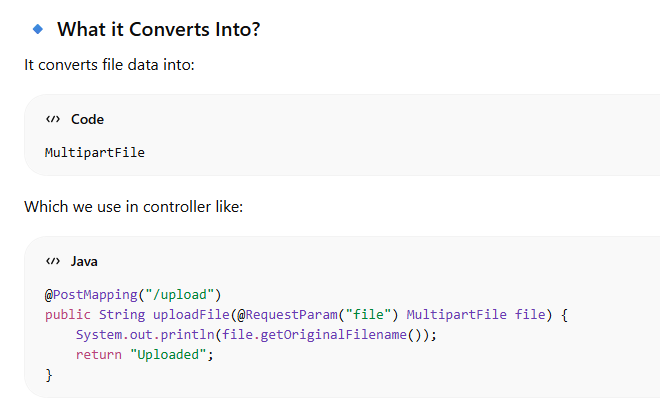 What it Converts Into?
It converts file data into:
</> Code
MultipartFile
Which we use in controller like:
</> Java
@PostMapping("/upload")
public String uploadFile(@RequestParam("file") MultipartFile file) {
    System.out.println(file.getOriginalFilename());
    return "Uploaded";
}